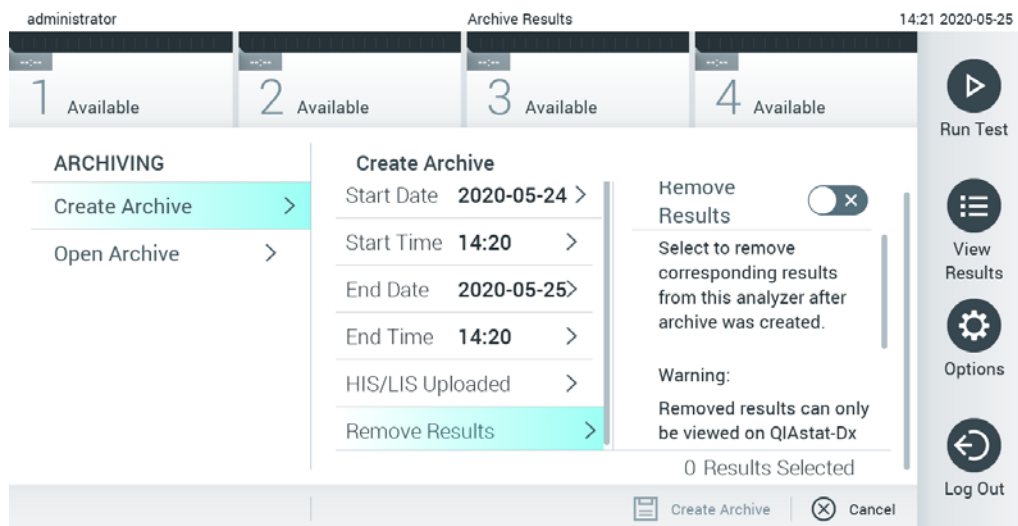 administrator
Archive Results
14:21 2020-05-25
--:--
--:--
--:--
--:--
1 Available
2 Available
3 Available
4 Available
Run Test
View
Results
Options
Log Out
ARCHIVING
Create Archive
Open Archive
Create Archive
Start Date 2020-05-24
Start Time 14:20
End Date 2020-05-25
End Time 14:20
HIS/LIS Uploaded
Remove Results
Remove
Results
Select to remove
corresponding results
from this analyzer after
archive was created.
Warning:
Removed results can only
be viewed on QIAstat-Dx
0 Results Selected
Create Archive
Cancel